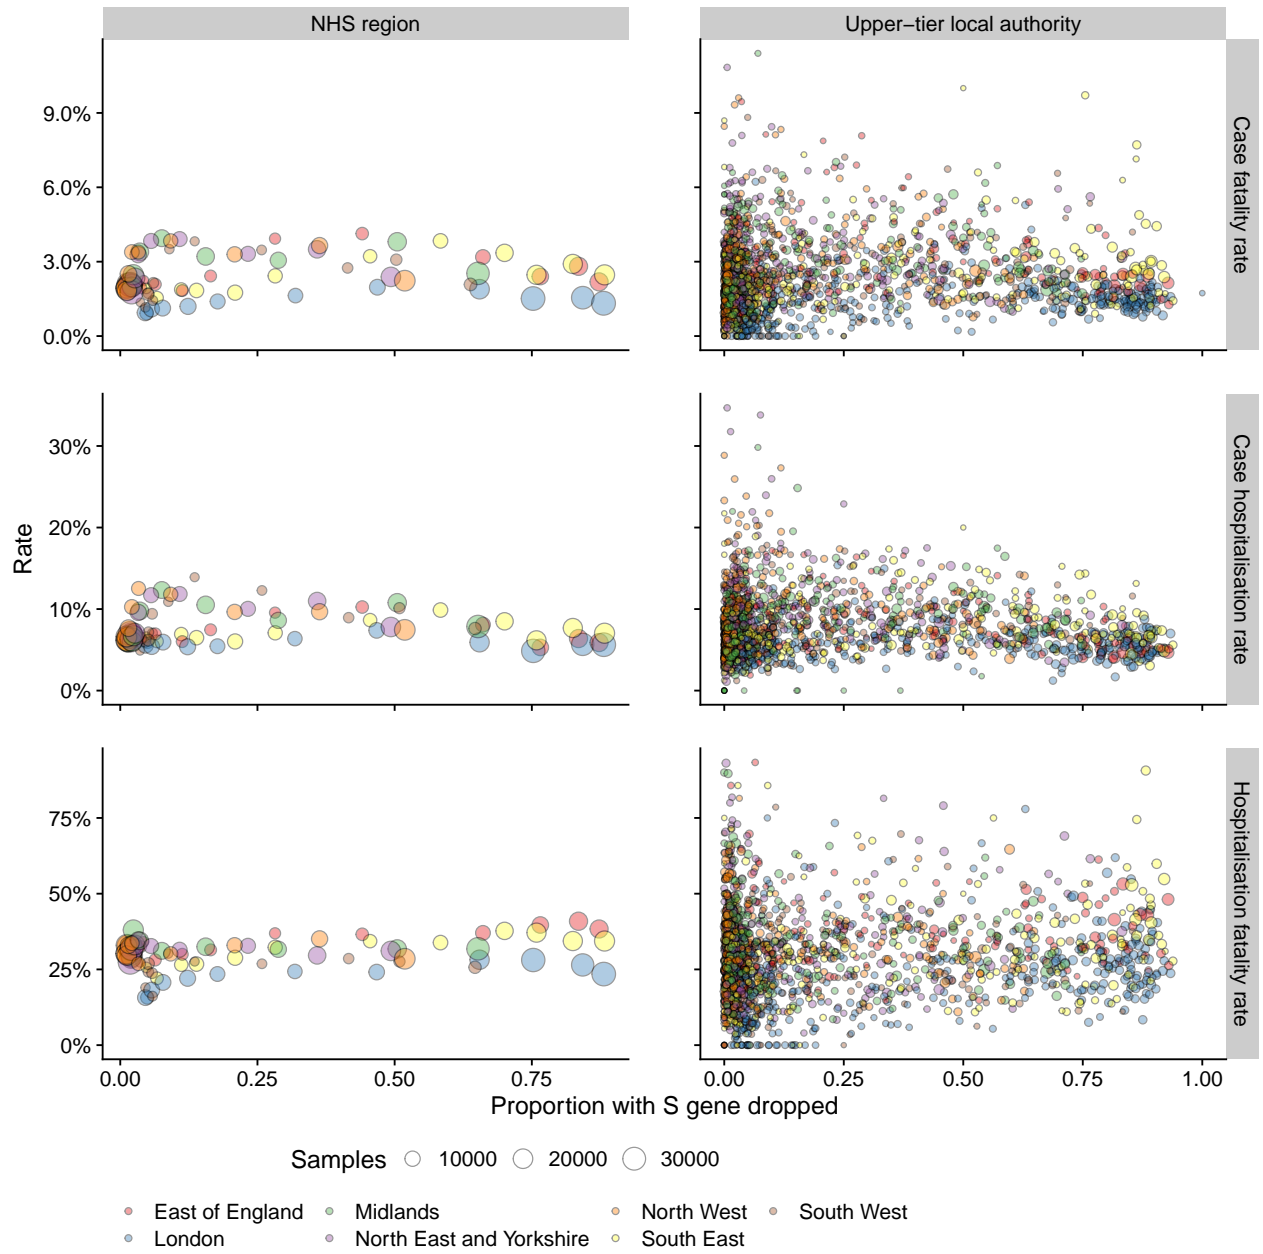 NHS region
Upper−tier local authority
9.0%
6.0%
3.0%
0.0%
Case fatality rate
30%
20%
10%
0%
Case hospitalisation rate
Rate
75%
50%
25%
0%
Hospitalisation fatality rate
0.00 0.25 0.50 0.75
0.00 0.25 0.50 0.75 1.00
Proportion with S gene dropped
Samples 10000 20000 30000
East of England Midlands North West South West
London North East and Yorkshire South East